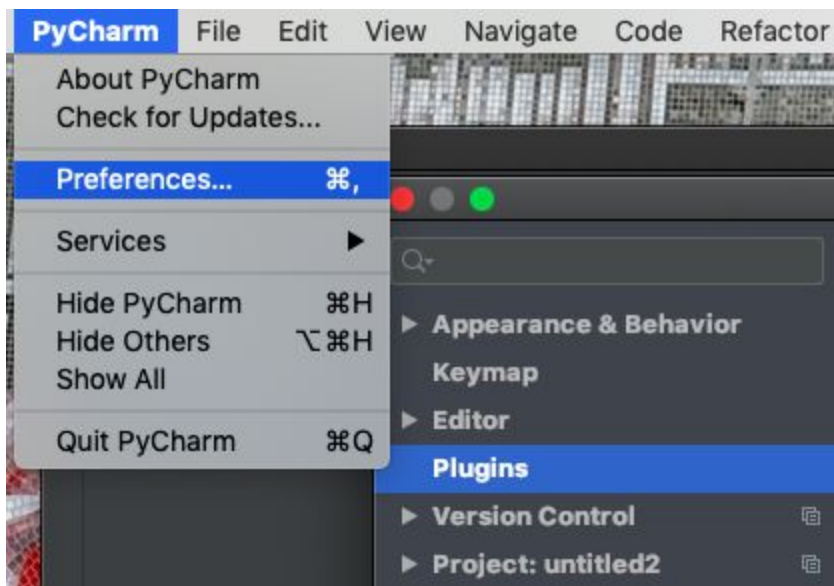 PyCharm File Edit View Navigate Code Refactor
About PyCharm
Check for Updates...
Preferences... ⌘,
Services ▶
Hide PyCharm ⌘H
Hide Others ⌥⌘H
Show All
Quit PyCharm ⌘Q
Appearance & Behavior
Keymap
Editor
Plugins
Version Control
Project: untitled2